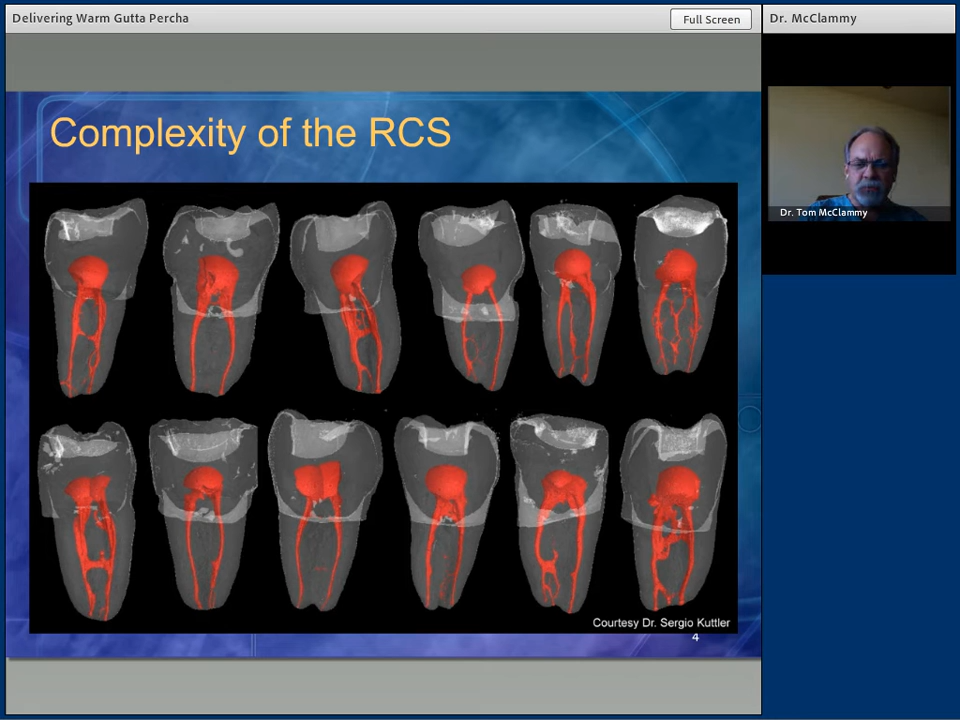 Delivering Warm Gutta Percha
Full Screen
Dr. McClammy
Complexity of the RCS
Dr. Tom McClammy
Courtesy Dr. Sergio Kuttler
4